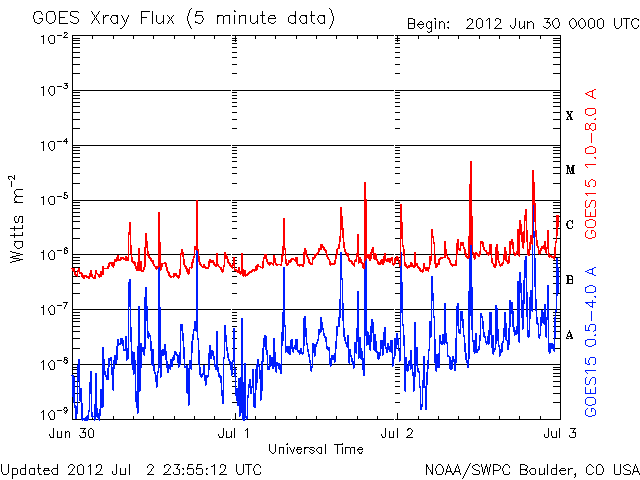 GOES Xray Flux (5 minute data)
Begin: 2012 Jun 30 0000 UTC
10⁻²
10⁻³
10⁻⁴
10⁻⁵
10⁻⁶
10⁻⁷
10⁻⁸
10⁻⁹
Watts m⁻²
X
M
C
B
A
GOES15 1.0-8.0 A
GOES15 0.5-4.0 A
Jun 30
Jul 1
Jul 2
Jul 3
Universal Time
Updated 2012 Jul 2 23:55:12 UTC
NOAA/SWPC Boulder, CO USA